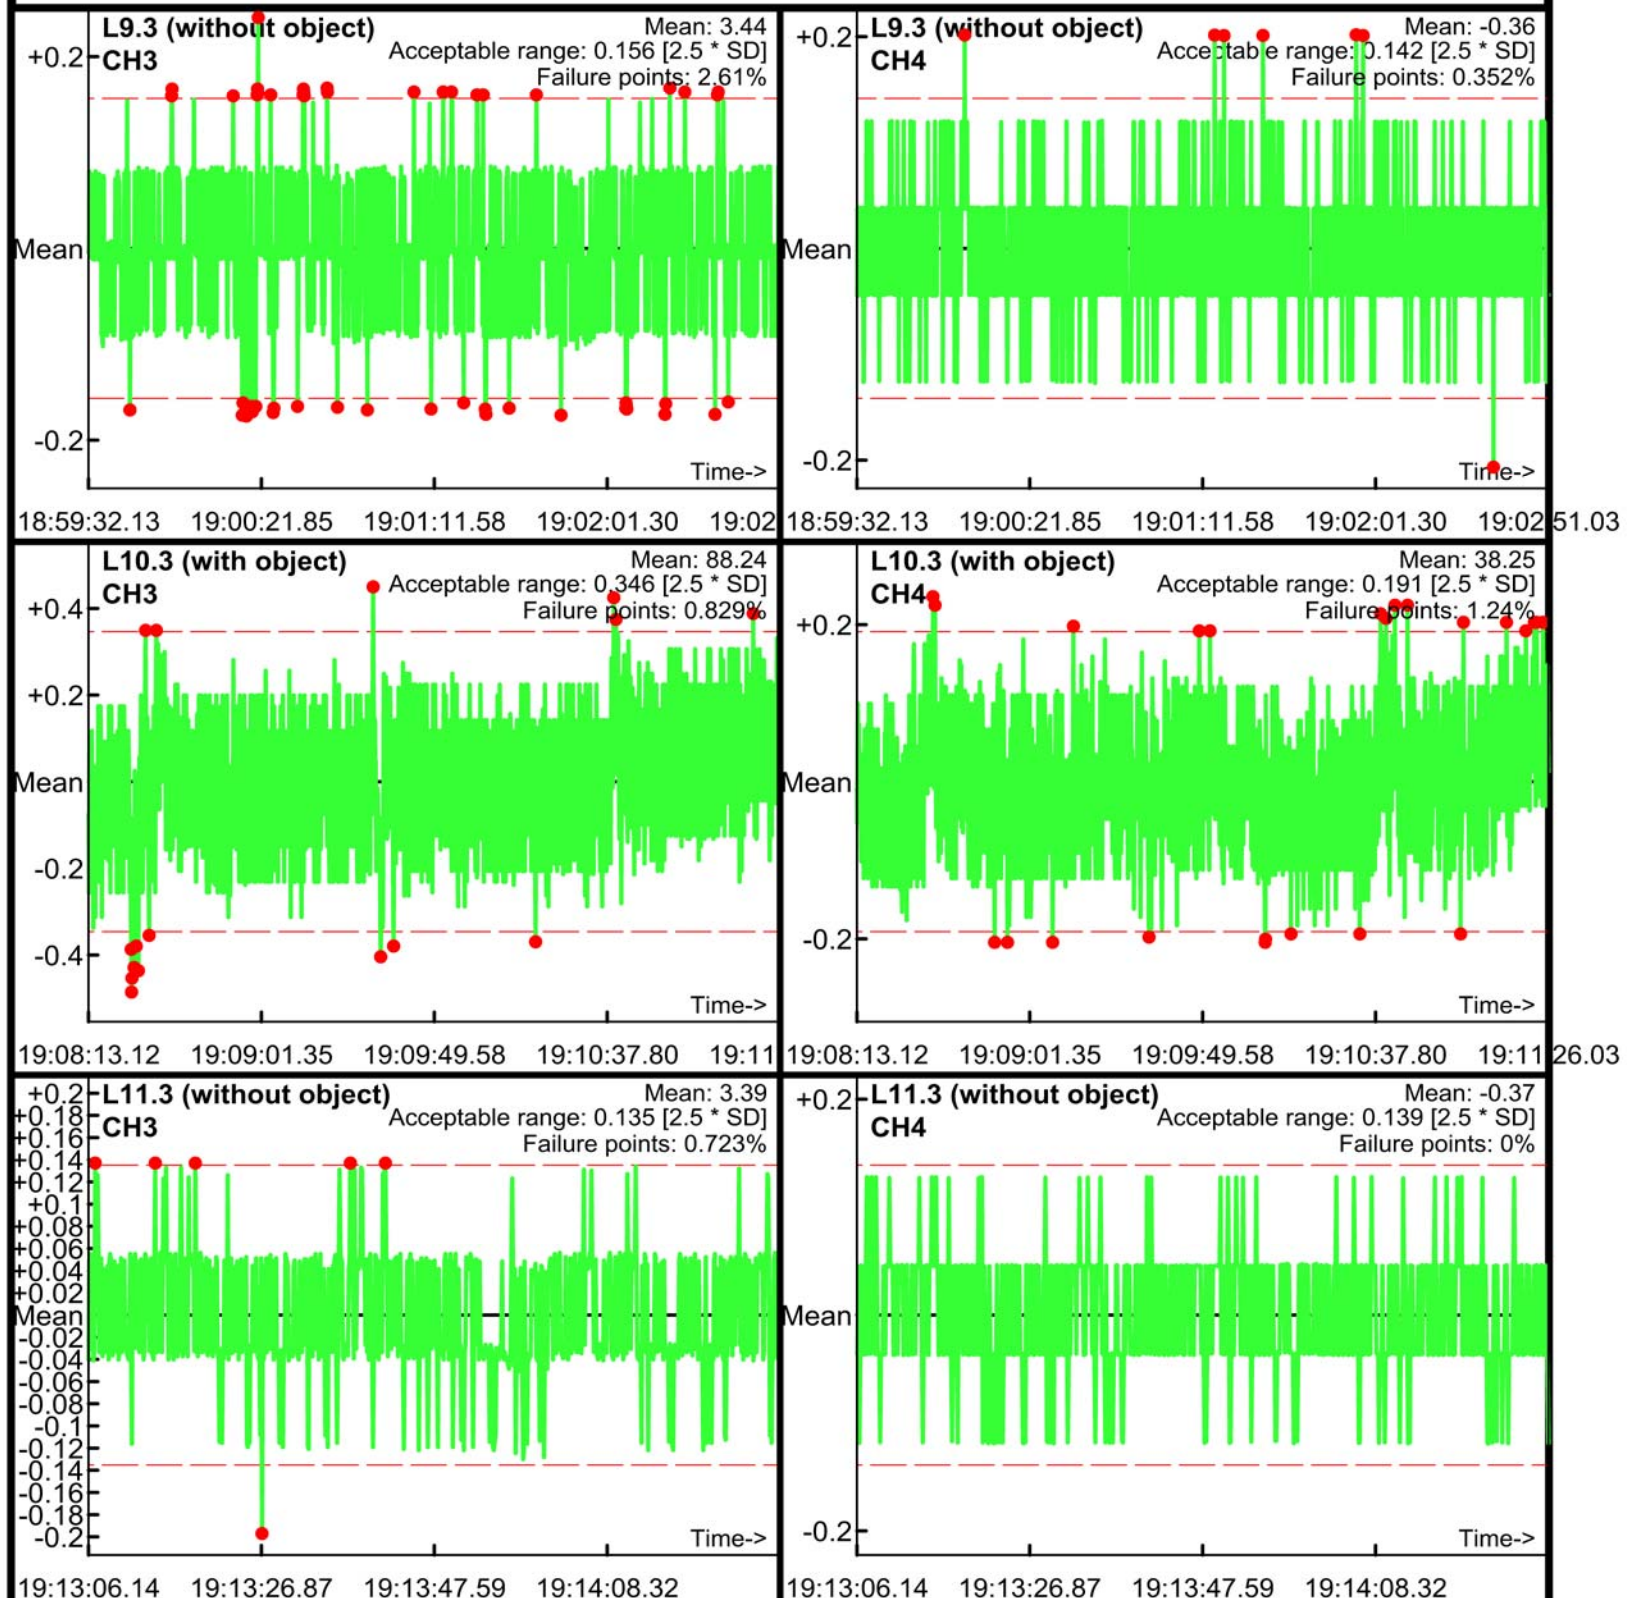 L9.3 (without object)
Mean: 3.44
CH3
Acceptable range: 0.156 [2.5 * SD]
Failure points: 2.61%
+0.2
Mean
-0.2
Time->
18:59:32.13 19:00:21.85 19:01:11.58 19:02:01.30 19:02
L9.3 (without object)
Mean: -0.36
CH4
Acceptable range: 0.142 [2.5 * SD]
Failure points: 0.352%
+0.2
Mean
-0.2
Time->
18:59:32.13 19:00:21.85 19:01:11.58 19:02:01.30 19:02:51.03
L10.3 (with object)
Mean: 88.24
CH3
Acceptable range: 0.346 [2.5 * SD]
Failure points: 0.829%
+0.4
+0.2
Mean
-0.2
-0.4
Time->
19:08:13.12 19:09:01.35 19:09:49.58 19:10:37.80 19:11
L10.3 (with object)
Mean: 38.25
CH4
Acceptable range: 0.191 [2.5 * SD]
Failure points: 1.24%
+0.2
Mean
-0.2
Time->
19:08:13.12 19:09:01.35 19:09:49.58 19:10:37.80 19:11:26.03
L11.3 (without object)
Mean: 3.39
CH3
Acceptable range: 0.135 [2.5 * SD]
Failure points: 0.723%
+0.2
+0.18
+0.16
+0.14
+0.12
+0.1
+0.08
+0.06
+0.04
+0.02
Mean
-0.02
-0.04
-0.06
-0.08
-0.1
-0.12
-0.14
-0.16
-0.18
-0.2
Time->
19:13:06.14 19:13:26.87 19:13:47.59 19:14:08.32
L11.3 (without object)
Mean: -0.37
CH4
Acceptable range: 0.139 [2.5 * SD]
Failure points: 0%
+0.2
Mean
-0.2
Time->
19:13:06.14 19:13:26.87 19:13:47.59 19:14:08.32